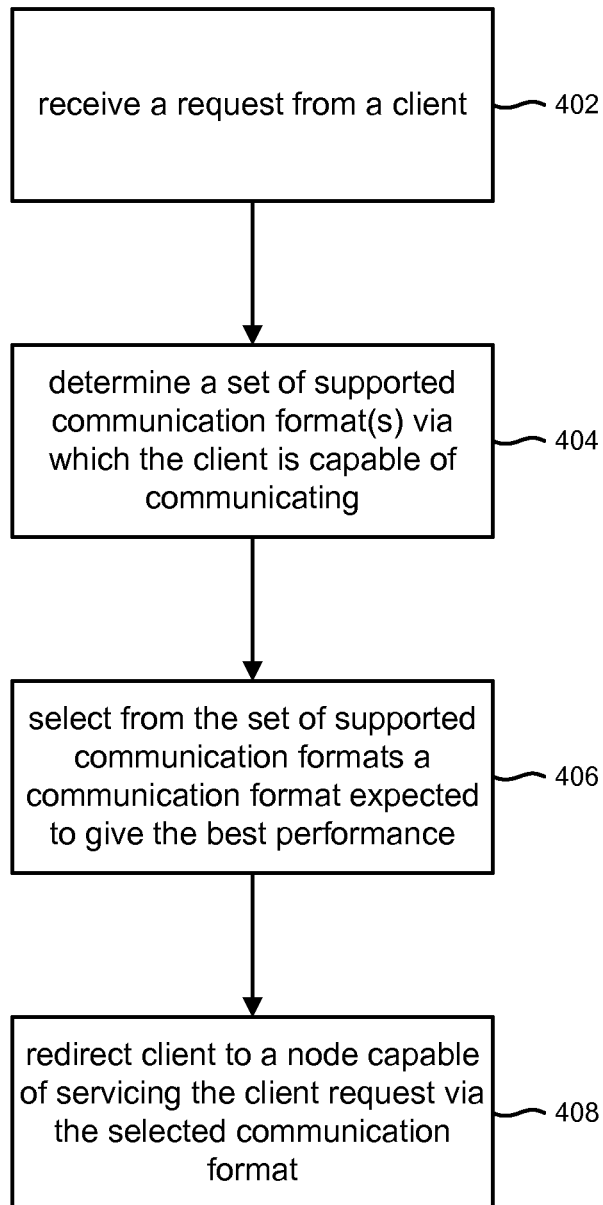 receive a request from a client
402
determine a set of supported
communication format(s) via
which the client is capable of
communicating
404
select from the set of supported
communication formats a
communication format expected
to give the best performance
406
redirect client to a node capable
of servicing the client request via
the selected communication
format
408